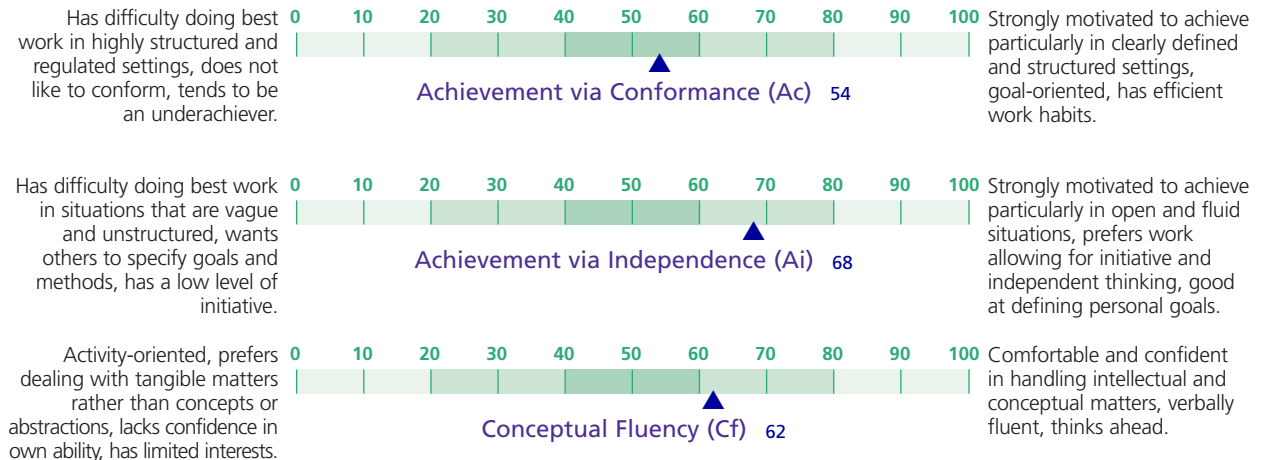 Has difficulty doing best
work in highly structured and
regulated settings, does not
like to conform, tends to be
an underachiever.
0 10 20 30 40 50 60 70 80 90 100
Achievement via Conformance (Ac) 54
Strongly motivated to achieve
particularly in clearly defined
and structured settings,
goal-oriented, has efficient
work habits.
Has difficulty doing best work
in situations that are vague
and unstructured, wants
others to specify goals and
methods, has a low level of
initiative.
0 10 20 30 40 50 60 70 80 90 100
Achievement via Independence (Ai) 68
Strongly motivated to achieve
particularly in open and fluid
situations, prefers work
allowing for initiative and
independent thinking, good
at defining personal goals.
Activity-oriented, prefers
dealing with tangible matters
rather than concepts or
abstractions, lacks confidence in
own ability, has limited interests.
0 10 20 30 40 50 60 70 80 90 100
Conceptual Fluency (Cf) 62
Comfortable and confident
in handling intellectual and
conceptual matters, verbally
fluent, thinks ahead.